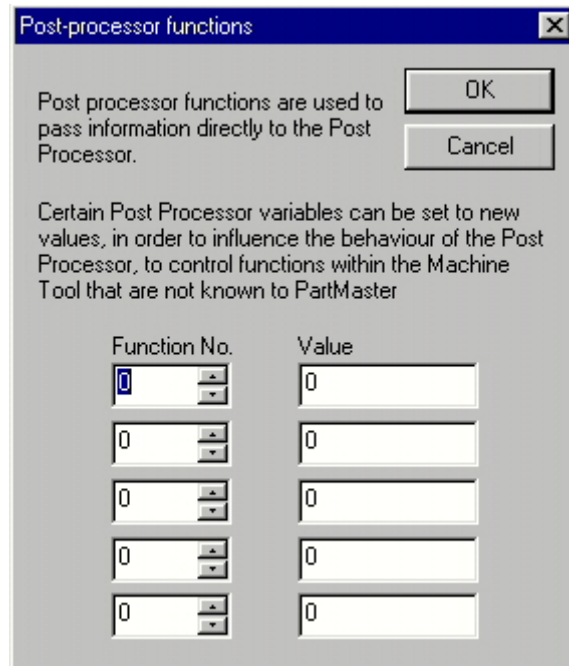 Post-processor functions
OK
Post processor functions are used to
pass information directly to the Post
Processor.
Cancel
Certain Post Processor variables can be set to new
values, in order to influence the behaviour of the Post
Processor, to control functions within the Machine
Tool that are not known to PartMaster
Function No. Value
0 0
0 0
0 0
0 0
0 0